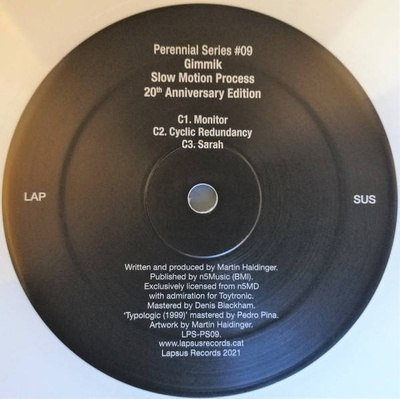 Perennial Series #09
Gimmik
Slow Motion Process
20th Anniversary Edition
C1. Monitor
C2. Cyclic Redundancy
C3. Sarah
LAP
SUS
Written and produced by Martin Haidinger.
Published by n5Music (BMI).
Exclusively licensed from n5MD
with admiration for Toytronic.
Mastered by Denis Blackham.
'Typologic (1999)' mastered by Pedro Pina.
Artwork by Martin Haidinger.
LPS-PS09.
www.lapsusrecords.cat
Lapsus Records 2021